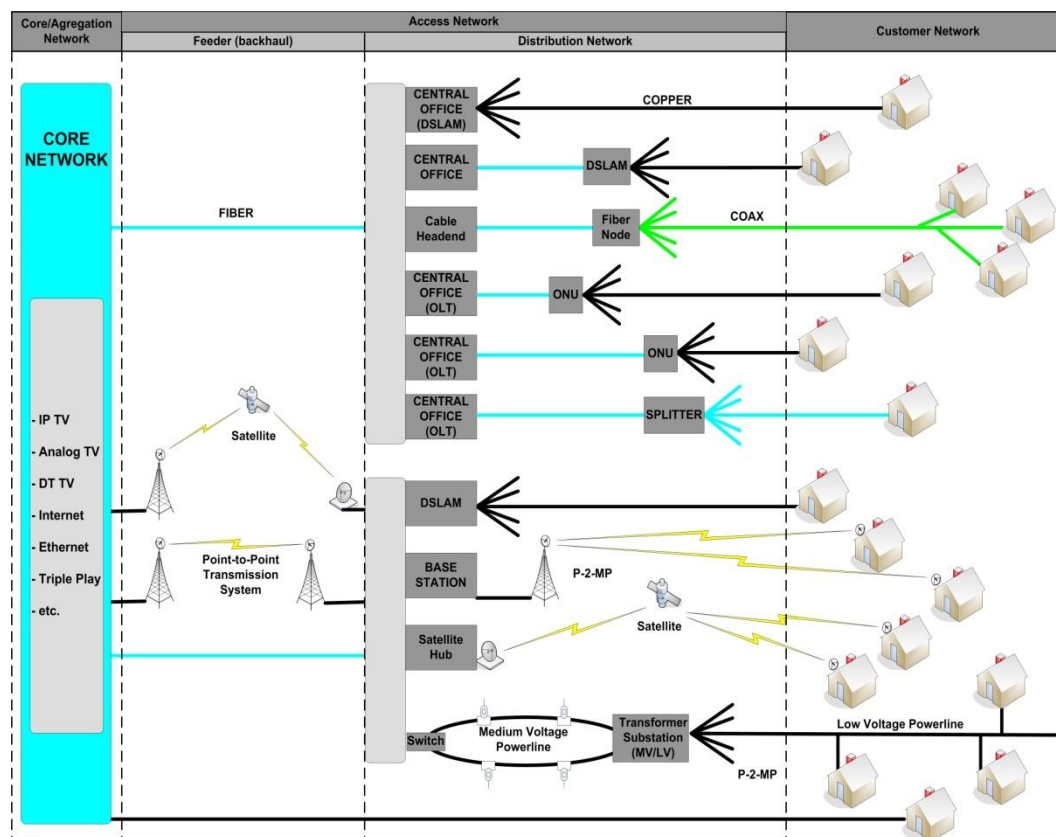 Core/Agregation
Network
Access Network
Feeder (backhaul)
Distribution Network
Customer Network
CORE
NETWORK
- IP TV
- Analog TV
- DT TV
- Internet
- Ethernet
- Triple Play
- etc.
FIBER
Satellite
Point-to-Point
Transmission
System
CENTRAL
OFFICE
(DSLAM)
COPPER
CENTRAL
OFFICE
DSLAM
Cable
Headend
Fiber
Node
COAX
CENTRAL
OFFICE
(OLT)
ONU
CENTRAL
OFFICE
(OLT)
ONU
CENTRAL
OFFICE
(OLT)
SPLITTER
DSLAM
BASE
STATION
P-2-MP
Satellite
Hub
Satellite
Switch
Medium Voltage
Powerline
Transformer
Substation
(MV/LV)
P-2-MP
Low Voltage Powerline